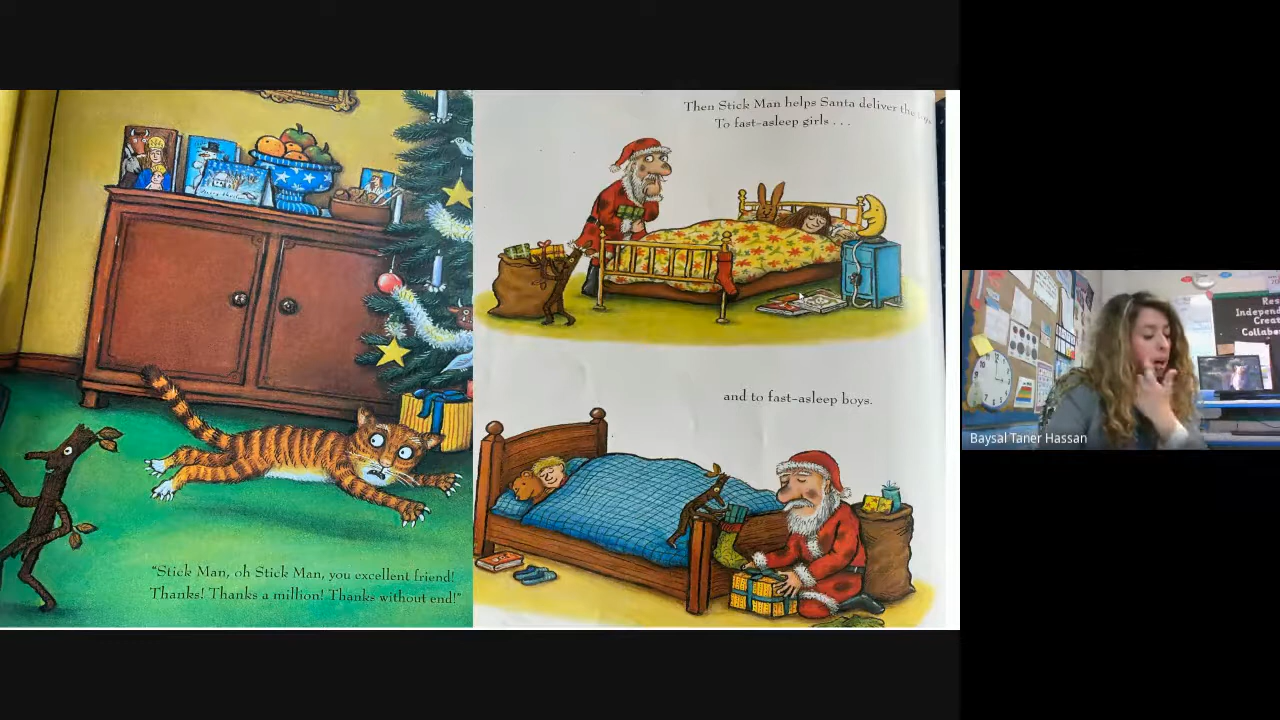 "Stick Man, oh Stick Man, you excellent friend!
Thanks! Thanks a million! Thanks without end!"
Then Stick Man helps Santa deliver the toys
To fast-asleep girls . . .
and to fast-asleep boys.
Baysal Taner Hassan